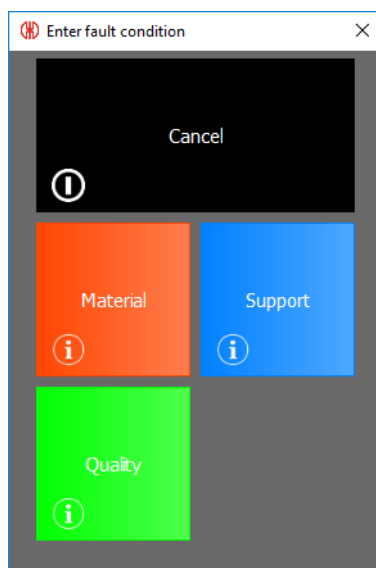 Enter fault condition
Cancel
Material
Support
Quality